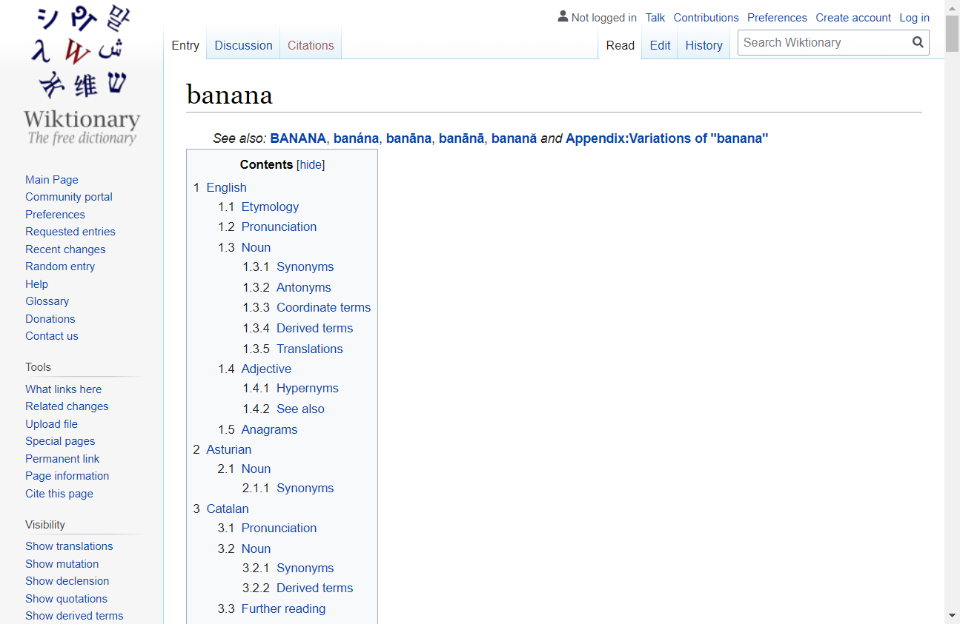 Wiktionary
The free dictionary
Main Page
Community portal
Preferences
Requested entries
Recent changes
Random entry
Help
Glossary
Donations
Contact us
Tools
What links here
Related changes
Upload file
Special pages
Permanent link
Page information
Cite this page
Visibility
Show translations
Show mutation
Show declension
Show quotations
Show derived terms
Not logged in Talk Contributions Preferences Create account Log in
Entry Discussion Citations Read Edit History Search Wiktionary
banana
See also: BANANA, banána, banāna, banãnã, banană and Appendix:Variations of "banana"
Contents [hide]
1 English
1.1 Etymology
1.2 Pronunciation
1.3 Noun
1.3.1 Synonyms
1.3.2 Antonyms
1.3.3 Coordinate terms
1.3.4 Derived terms
1.3.5 Translations
1.4 Adjective
1.4.1 Hypernyms
1.4.2 See also
1.5 Anagrams
2 Asturian
2.1 Noun
2.1.1 Synonyms
3 Catalan
3.1 Pronunciation
3.2 Noun
3.2.1 Synonyms
3.2.2 Derived terms
3.3 Further reading